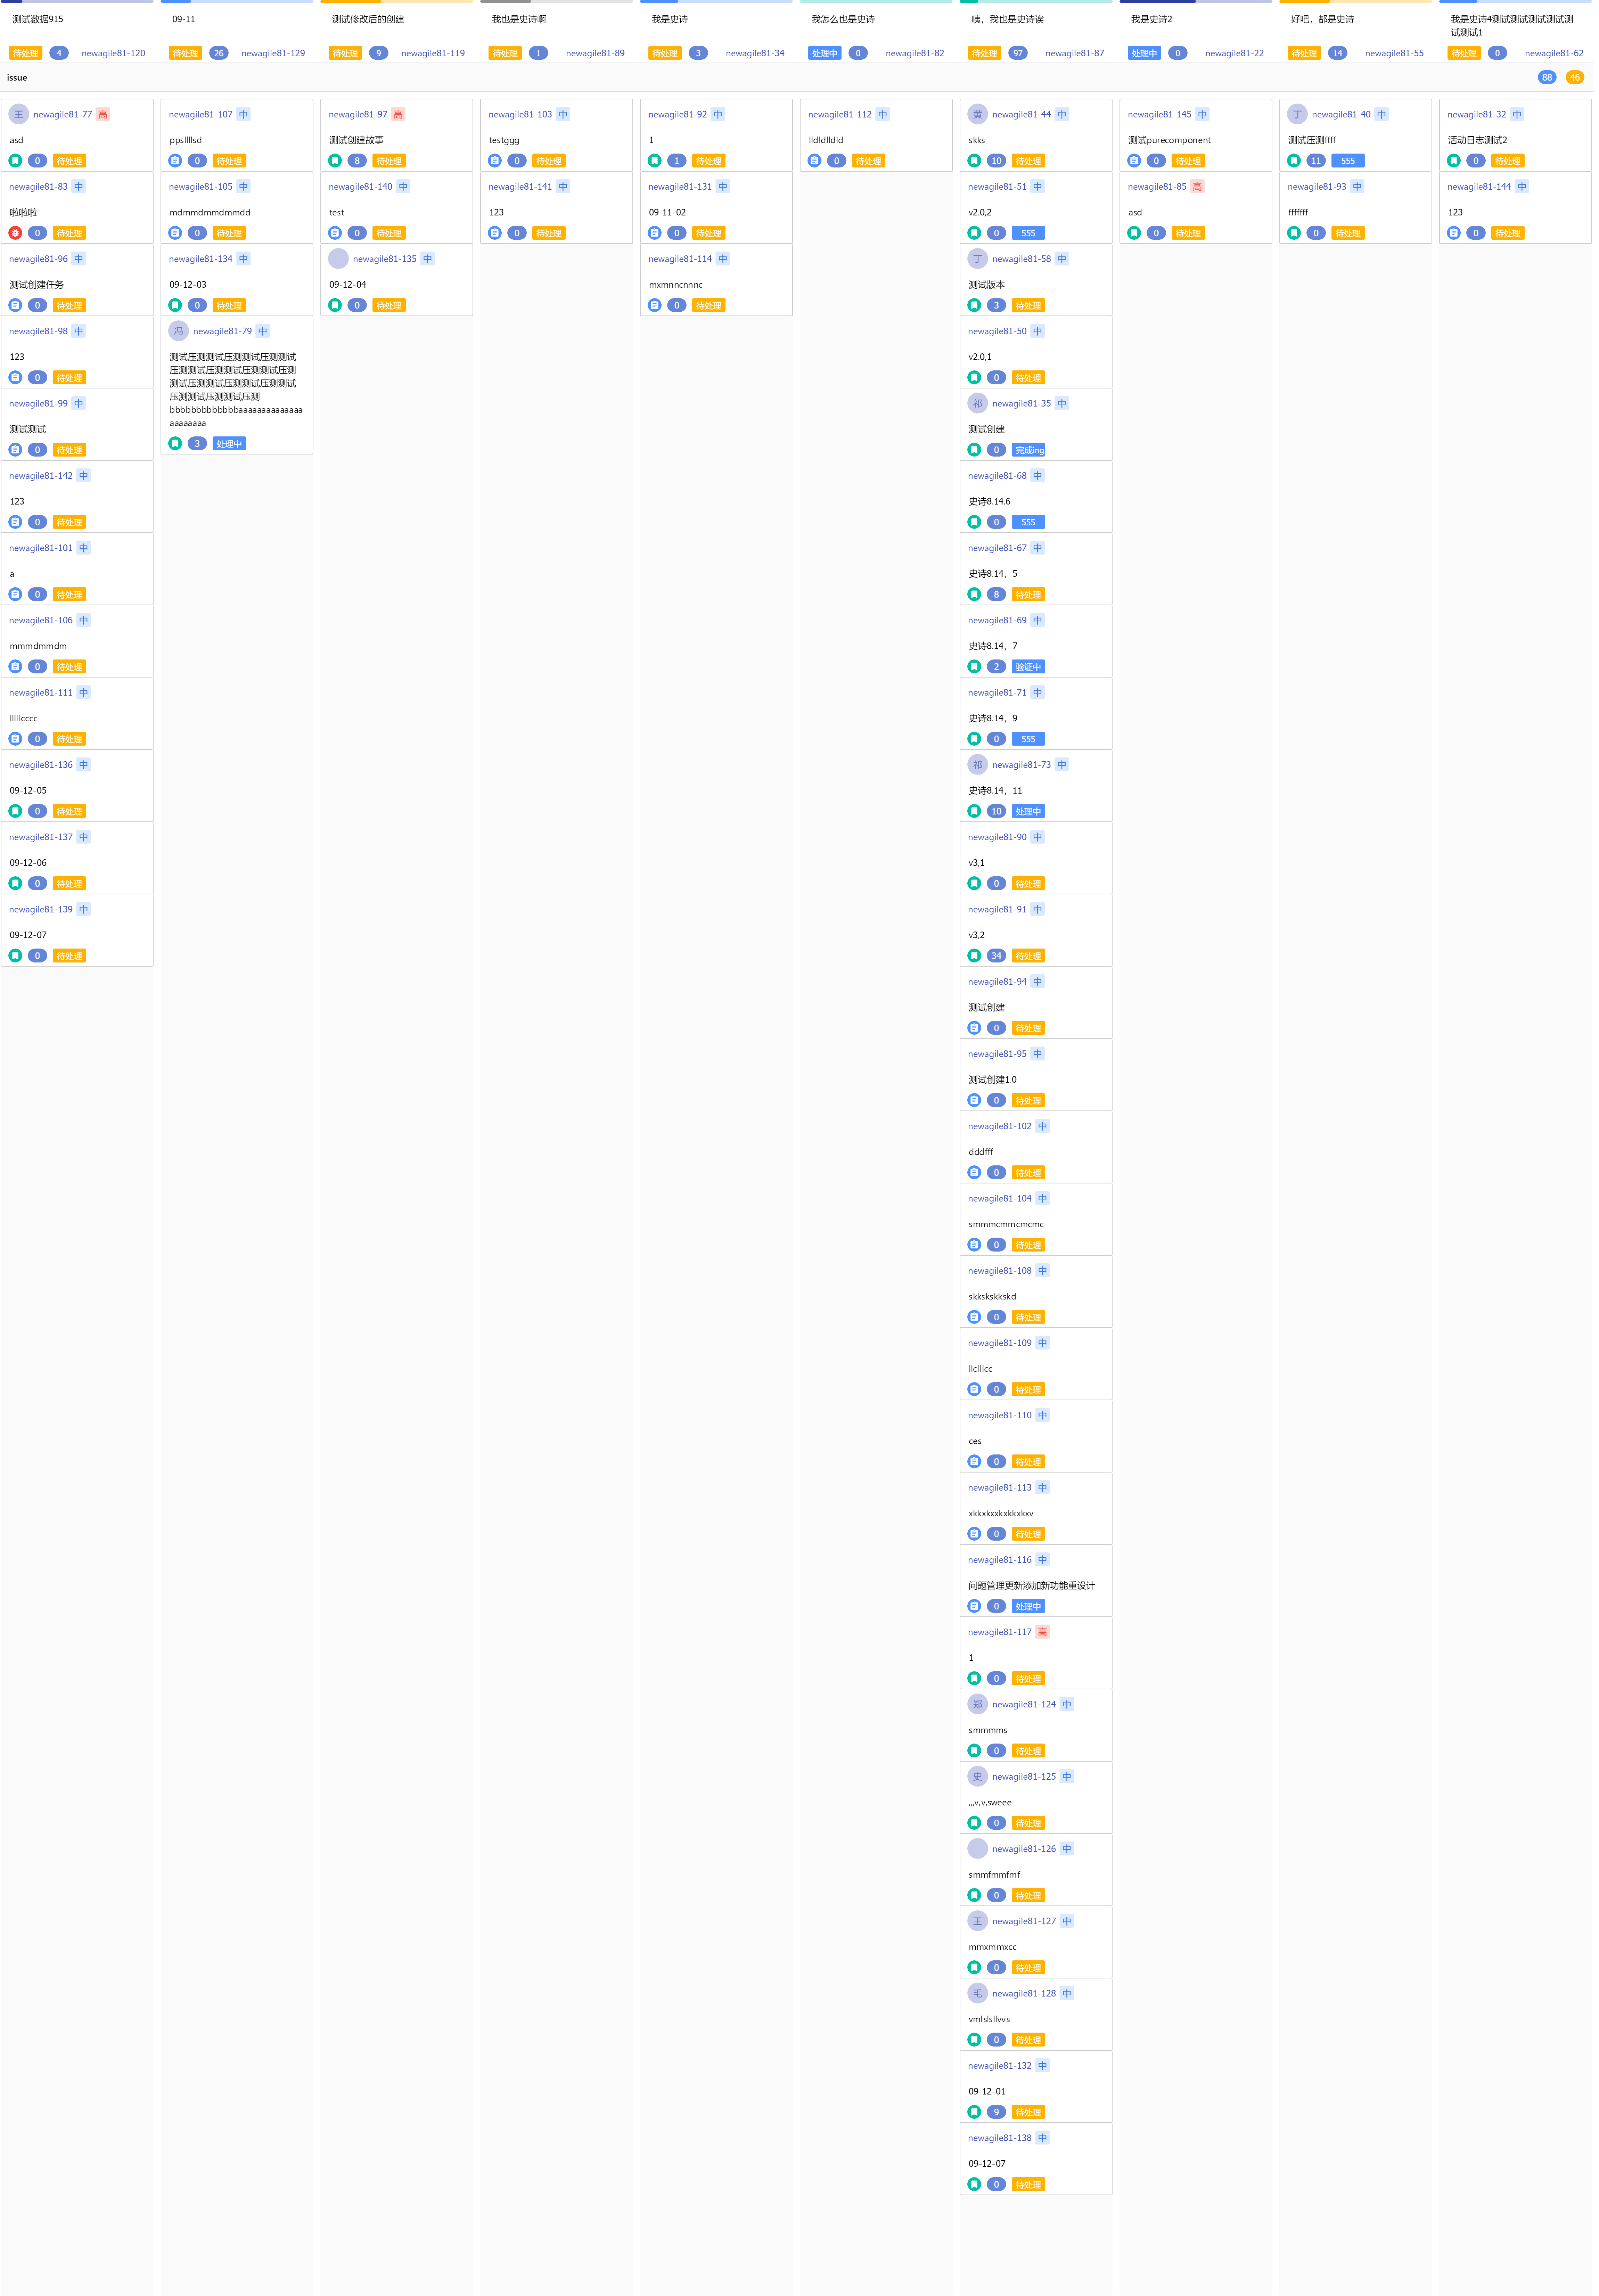 测试数据915
待处理 4 newagile81-120
09-11
待处理 26 newagile81-129
测试修改后的创建
待处理 9 newagile81-119
我也是史诗啊
待处理 1 newagile81-89
我是史诗
待处理 3 newagile81-34
我怎么也是史诗
处理中 0 newagile81-82
咦，我也是史诗诶
待处理 97 newagile81-87
我是史诗2
处理中 0 newagile81-22
好吧，都是史诗
待处理 14 newagile81-55
我是史诗4测试测试测试测试测
试测试1
待处理 0 newagile81-62
issue 88 46
王 newagile81-77 高
asd
0 待处理
newagile81-83 中
啦啦啦
0 待处理
newagile81-96 中
测试创建任务
0 待处理
newagile81-98 中
123
0 待处理
newagile81-99 中
测试测试
0 待处理
newagile81-142 中
123
0 待处理
newagile81-101 中
a
0 待处理
newagile81-106 中
mmmdmmdm
0 待处理
newagile81-111 中
lllllcccc
0 待处理
newagile81-136 中
09-12-05
0 待处理
newagile81-137 中
09-12-06
0 待处理
newagile81-139 中
09-12-07
0 待处理
newagile81-107 中
ppsllllsd
0 待处理
newagile81-105 中
mdmmdmmdmmdd
0 待处理
newagile81-134 中
09-12-03
0 待处理
冯 newagile81-79 中
测试压测测试压测测试压测测试
压测测试压测测试压测测试压测
测试压测测试压测测试压测测试
压测测试压测测试压测
bbbbbbbbbbbbbaaaaaaaaaaaaaa
aaaaaaaa
3 处理中
newagile81-97 高
测试创建故事
8 待处理
newagile81-140 中
test
0 待处理
newagile81-135 中
09-12-04
0 待处理
newagile81-103 中
testggg
0 待处理
newagile81-141 中
123
0 待处理
newagile81-92 中
1
1 待处理
newagile81-131 中
09-11-02
0 待处理
newagile81-114 中
mxmnncnnnc
0 待处理
newagile81-112 中
lldldlldld
0 待处理
黄 newagile81-44 中
skks
10 待处理
newagile81-51 中
v2.0.2
0 555
丁 newagile81-58 中
测试版本
3 待处理
newagile81-50 中
v2.0,1
0 待处理
祁 newagile81-35 中
测试创建
0 完成ing
newagile81-68 中
史诗8.14.6
0 555
newagile81-67 中
史诗8.14，5
8 待处理
newagile81-69 中
史诗8.14，7
2 验证中
newagile81-71 中
史诗8.14，9
0 555
祁 newagile81-73 中
史诗8.14，11
10 处理中
newagile81-90 中
v3,1
0 待处理
newagile81-91 中
v3,2
34 待处理
newagile81-94 中
测试创建
0 待处理
newagile81-95 中
测试创建1.0
0 待处理
newagile81-102 中
dddfff
0 待处理
newagile81-104 中
smmmcmmcmcmc
0 待处理
newagile81-108 中
skkskskkskd
0 待处理
newagile81-109 中
llclllcc
0 待处理
newagile81-110 中
ces
0 待处理
newagile81-113 中
xkkxkxxkxkkxkxv
0 待处理
newagile81-116 中
问题管理更新添加新功能重设计
0 处理中
newagile81-117 高
1
0 待处理
郑 newagile81-124 中
smmmms
0 待处理
史 newagile81-125 中
,,,v,v,sweee
0 待处理
newagile81-126 中
smmfmmfmf
0 待处理
王 newagile81-127 中
mmxmmxcc
0 待处理
毛 newagile81-128 中
vmlslsllvvs
0 待处理
newagile81-132 中
09-12-01
9 待处理
newagile81-138 中
09-12-07
0 待处理
newagile81-145 中
测试purecomponent
0 待处理
newagile81-85 高
asd
0 待处理
丁 newagile81-40 中
测试压测ffff
11 555
newagile81-93 中
fffffff
0 待处理
newagile81-32 中
活动日志测试2
0 待处理
newagile81-144 中
123
0 待处理